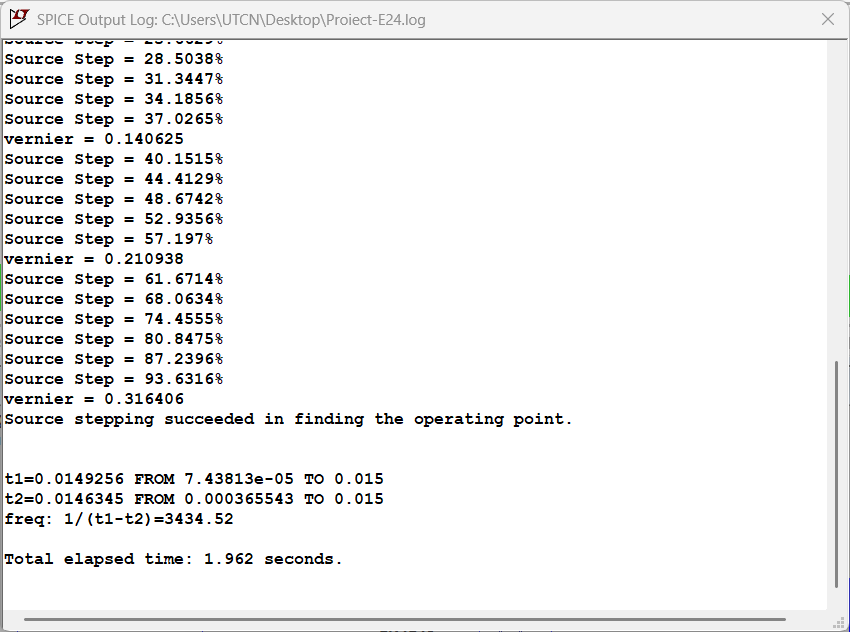 SPICE Output Log: C:\Users\UTCN\Desktop\Proiect-E24.log
Source Step = 28.5038%
Source Step = 31.3447%
Source Step = 34.1856%
Source Step = 37.0265%
vernier = 0.140625
Source Step = 40.1515%
Source Step = 44.4129%
Source Step = 48.6742%
Source Step = 52.9356%
Source Step = 57.197%
vernier = 0.210938
Source Step = 61.6714%
Source Step = 68.0634%
Source Step = 74.4555%
Source Step = 80.8475%
Source Step = 87.2396%
Source Step = 93.6316%
vernier = 0.316406
Source stepping succeeded in finding the operating point.
t1=0.0149256 FROM 7.43813e-05 TO 0.015
t2=0.0146345 FROM 0.000365543 TO 0.015
freq: 1/(t1-t2)=3434.52
Total elapsed time: 1.962 seconds.